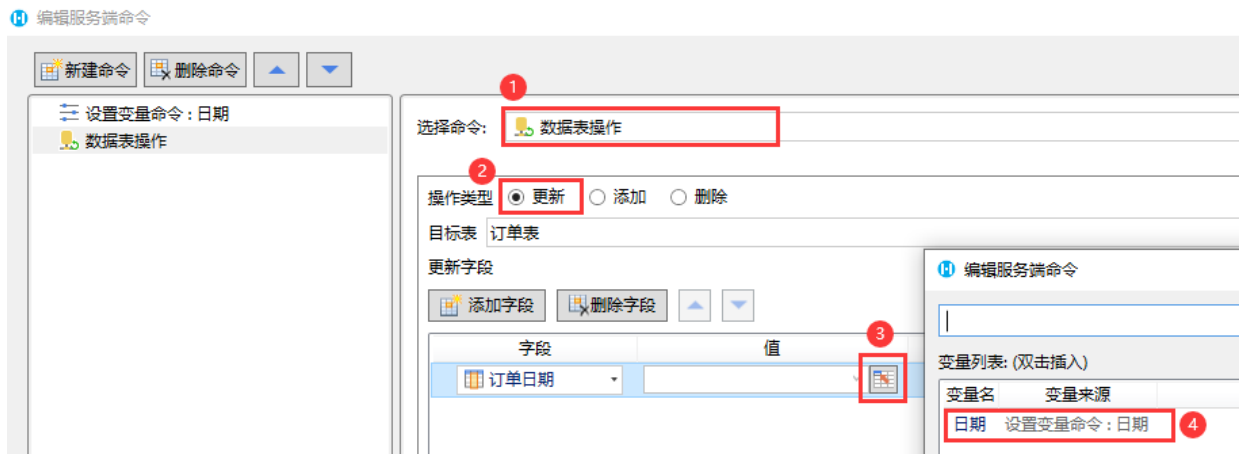 编辑服务端命令
新建命令 删除命令
设置变量命令 : 日期
数据表操作
1
选择命令: 数据表操作
2
操作类型 更新 添加 删除
目标表 订单表
更新字段
添加字段 删除字段
3
字段 值
订单日期
编辑服务端命令
变量列表: (双击插入)
变量名 变量来源
日期 设置变量命令 : 日期 4